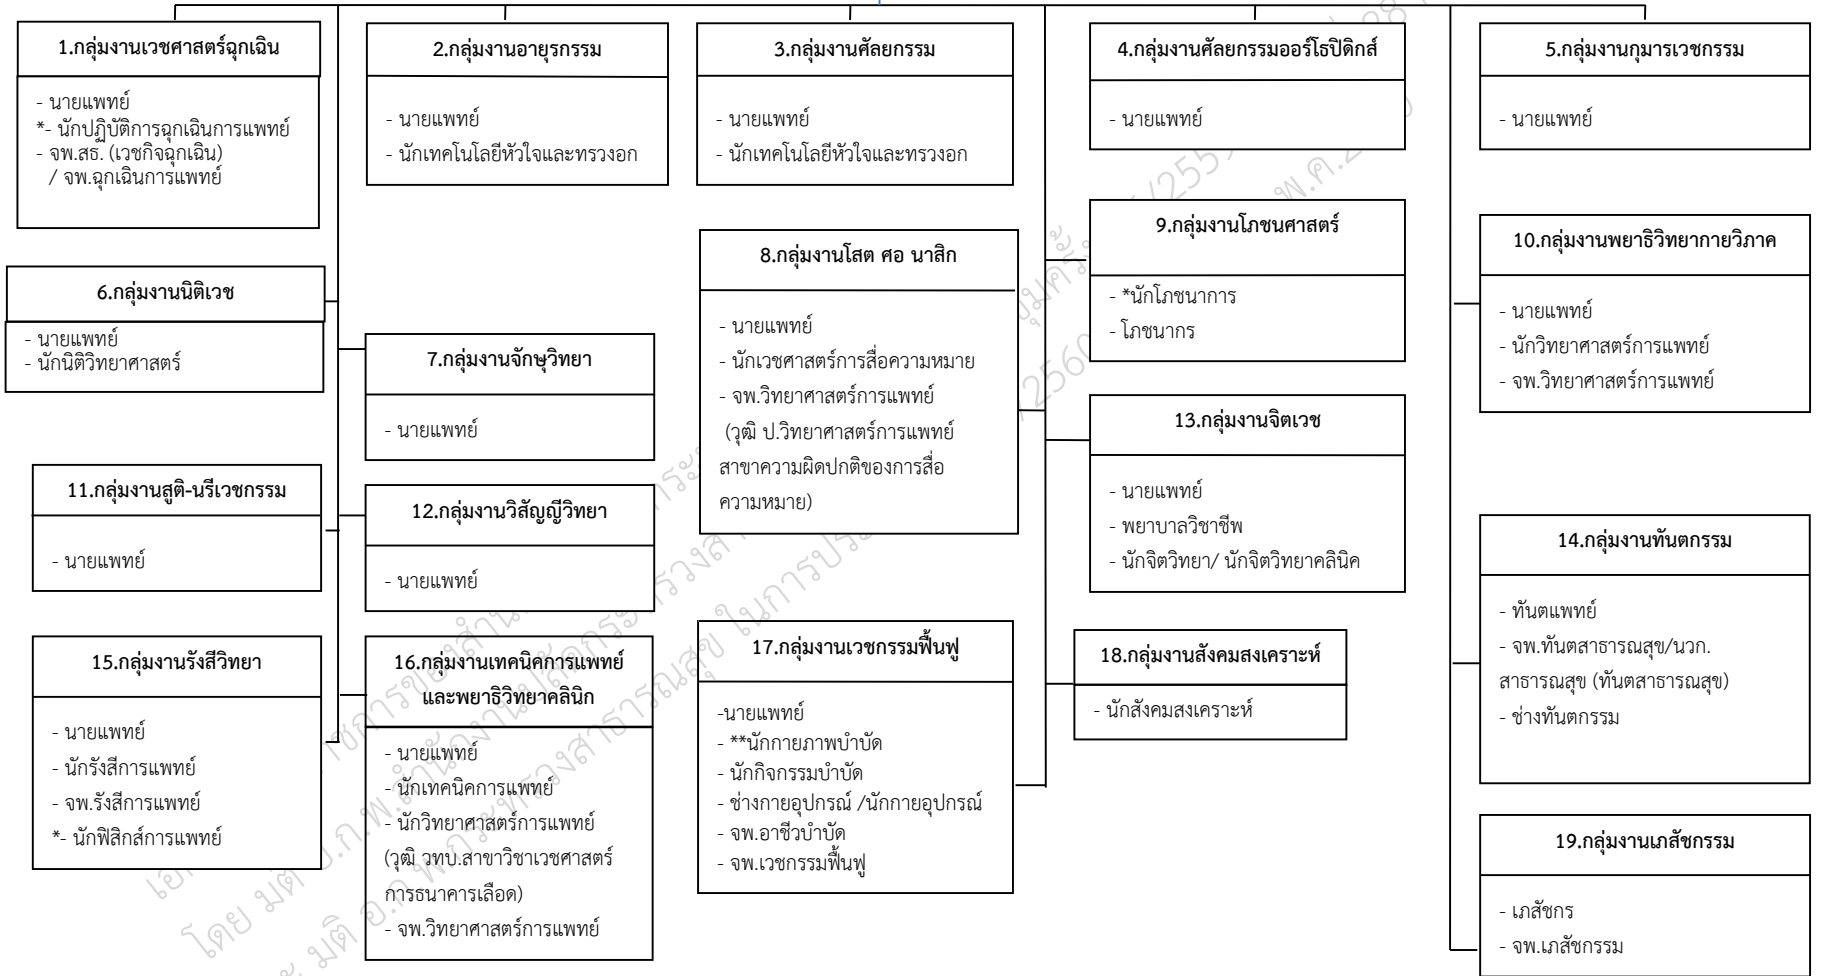 1.กลุ่มงานเวชศาสตร์ฉุกเฉิน
- นายแพทย์
*- นักปฏิบัติการฉุกเฉินการแพทย์
- จพ.สธ. (เวชกิจฉุกเฉิน)
/ จพ.ฉุกเฉินการแพทย์
2.กลุ่มงานอายุรกรรม
- นายแพทย์
- นักเทคโนโลยีหัวใจและทรวงอก
3.กลุ่มงานศัลยกรรม
- นายแพทย์
- นักเทคโนโลยีหัวใจและทรวงอก
4.กลุ่มงานศัลยกรรมออร์โธปิดิกส์
- นายแพทย์
5.กลุ่มงานกุมารเวชกรรม
- นายแพทย์
6.กลุ่มงานนิติเวช
- นายแพทย์
- นักนิติวิทยาศาสตร์
7.กลุ่มงานจักษุวิทยา
- นายแพทย์
8.กลุ่มงานโสต ศอ นาสิก
- นายแพทย์
- นักเวชศาสตร์การสื่อความหมาย
- จพ.วิทยาศาสตร์การแพทย์
(วุฒิ ป.วิทยาศาสตร์การแพทย์
สาขาความผิดปกติของการสื่อ
ความหมาย)
9.กลุ่มงานโภชนศาสตร์
- *นักโภชนาการ
- โภชนากร
10.กลุ่มงานพยาธิวิทยากายวิภาค
- นายแพทย์
- นักวิทยาศาสตร์การแพทย์
- จพ.วิทยาศาสตร์การแพทย์
11.กลุ่มงานสูติ-นรีเวชกรรม
- นายแพทย์
12.กลุ่มงานวิสัญญีวิทยา
- นายแพทย์
13.กลุ่มงานจิตเวช
- นายแพทย์
- พยาบาลวิชาชีพ
- นักจิตวิทยา/ นักจิตวิทยาคลินิค
14.กลุ่มงานทันตกรรม
- ทันตแพทย์
- จพ.ทันตสาธารณสุข/นวก.
สาธารณสุข (ทันตสาธารณสุข)
- ช่างทันตกรรม
15.กลุ่มงานรังสีวิทยา
- นายแพทย์
- นักรังสีการแพทย์
- จพ.รังสีการแพทย์
*- นักฟิสิกส์การแพทย์
16.กลุ่มงานเทคนิคการแพทย์
และพยาธิวิทยาคลินิก
- นายแพทย์
- นักเทคนิคการแพทย์
- นักวิทยาศาสตร์การแพทย์
(วุฒิ วทบ.สาขาวิชาเวชศาสตร์
การธนาคารเลือด)
- จพ.วิทยาศาสตร์การแพทย์
17.กลุ่มงานเวชกรรมฟื้นฟู
-นายแพทย์
- **นักกายภาพบำบัด
- นักกิจกรรมบำบัด
- ช่างกายอุปกรณ์ /นักกายอุปกรณ์
- จพ.อาชีวบำบัด
- จพ.เวชกรรมฟื้นฟู
18.กลุ่มงานสังคมสงเคราะห์
- นักสังคมสงเคราะห์
19.กลุ่มงานเภสัชกรรม
- เภสัชกร
- จพ.เภสัชกรรม